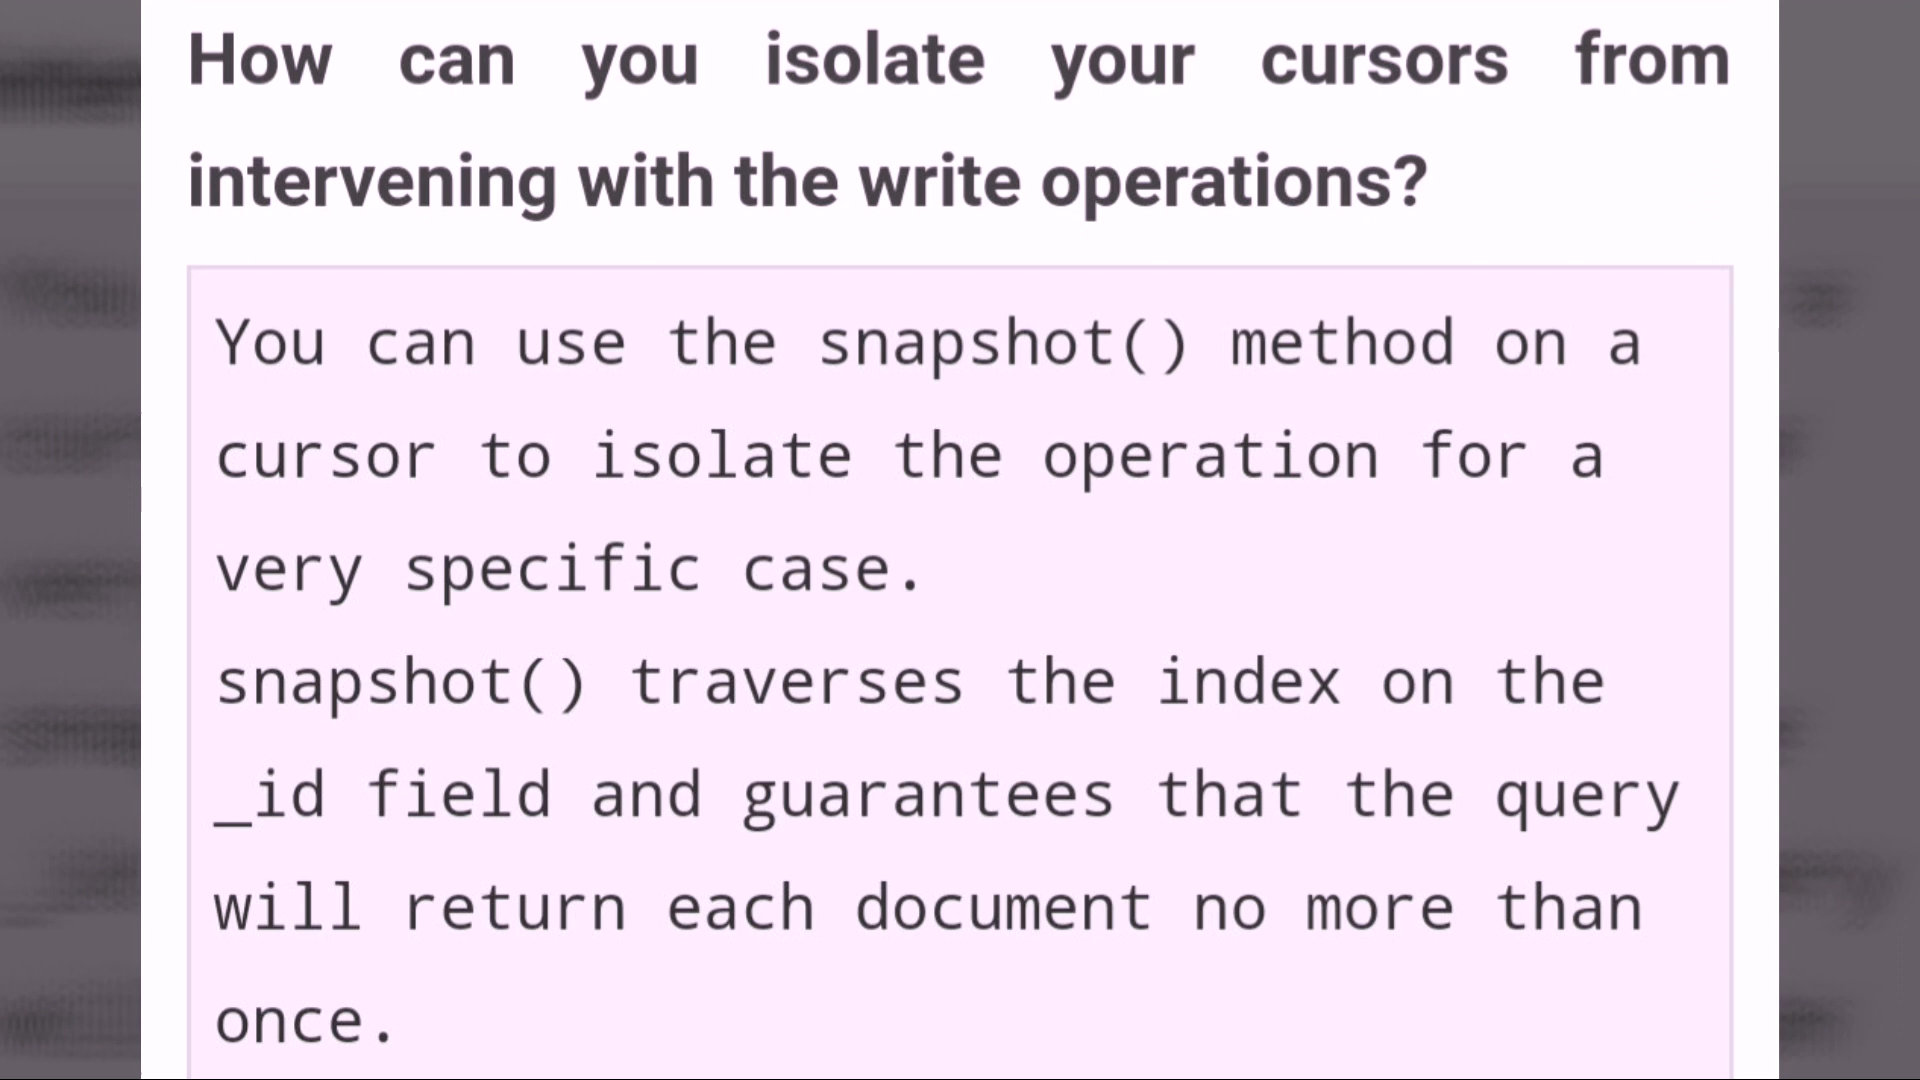 How can you isolate your cursors from
intervening with the write operations?
You can use the snapshot() method on a
cursor to isolate the operation for a
very specific case.
snapshot() traverses the index on the
_id field and guarantees that the query
will return each document no more than
once.